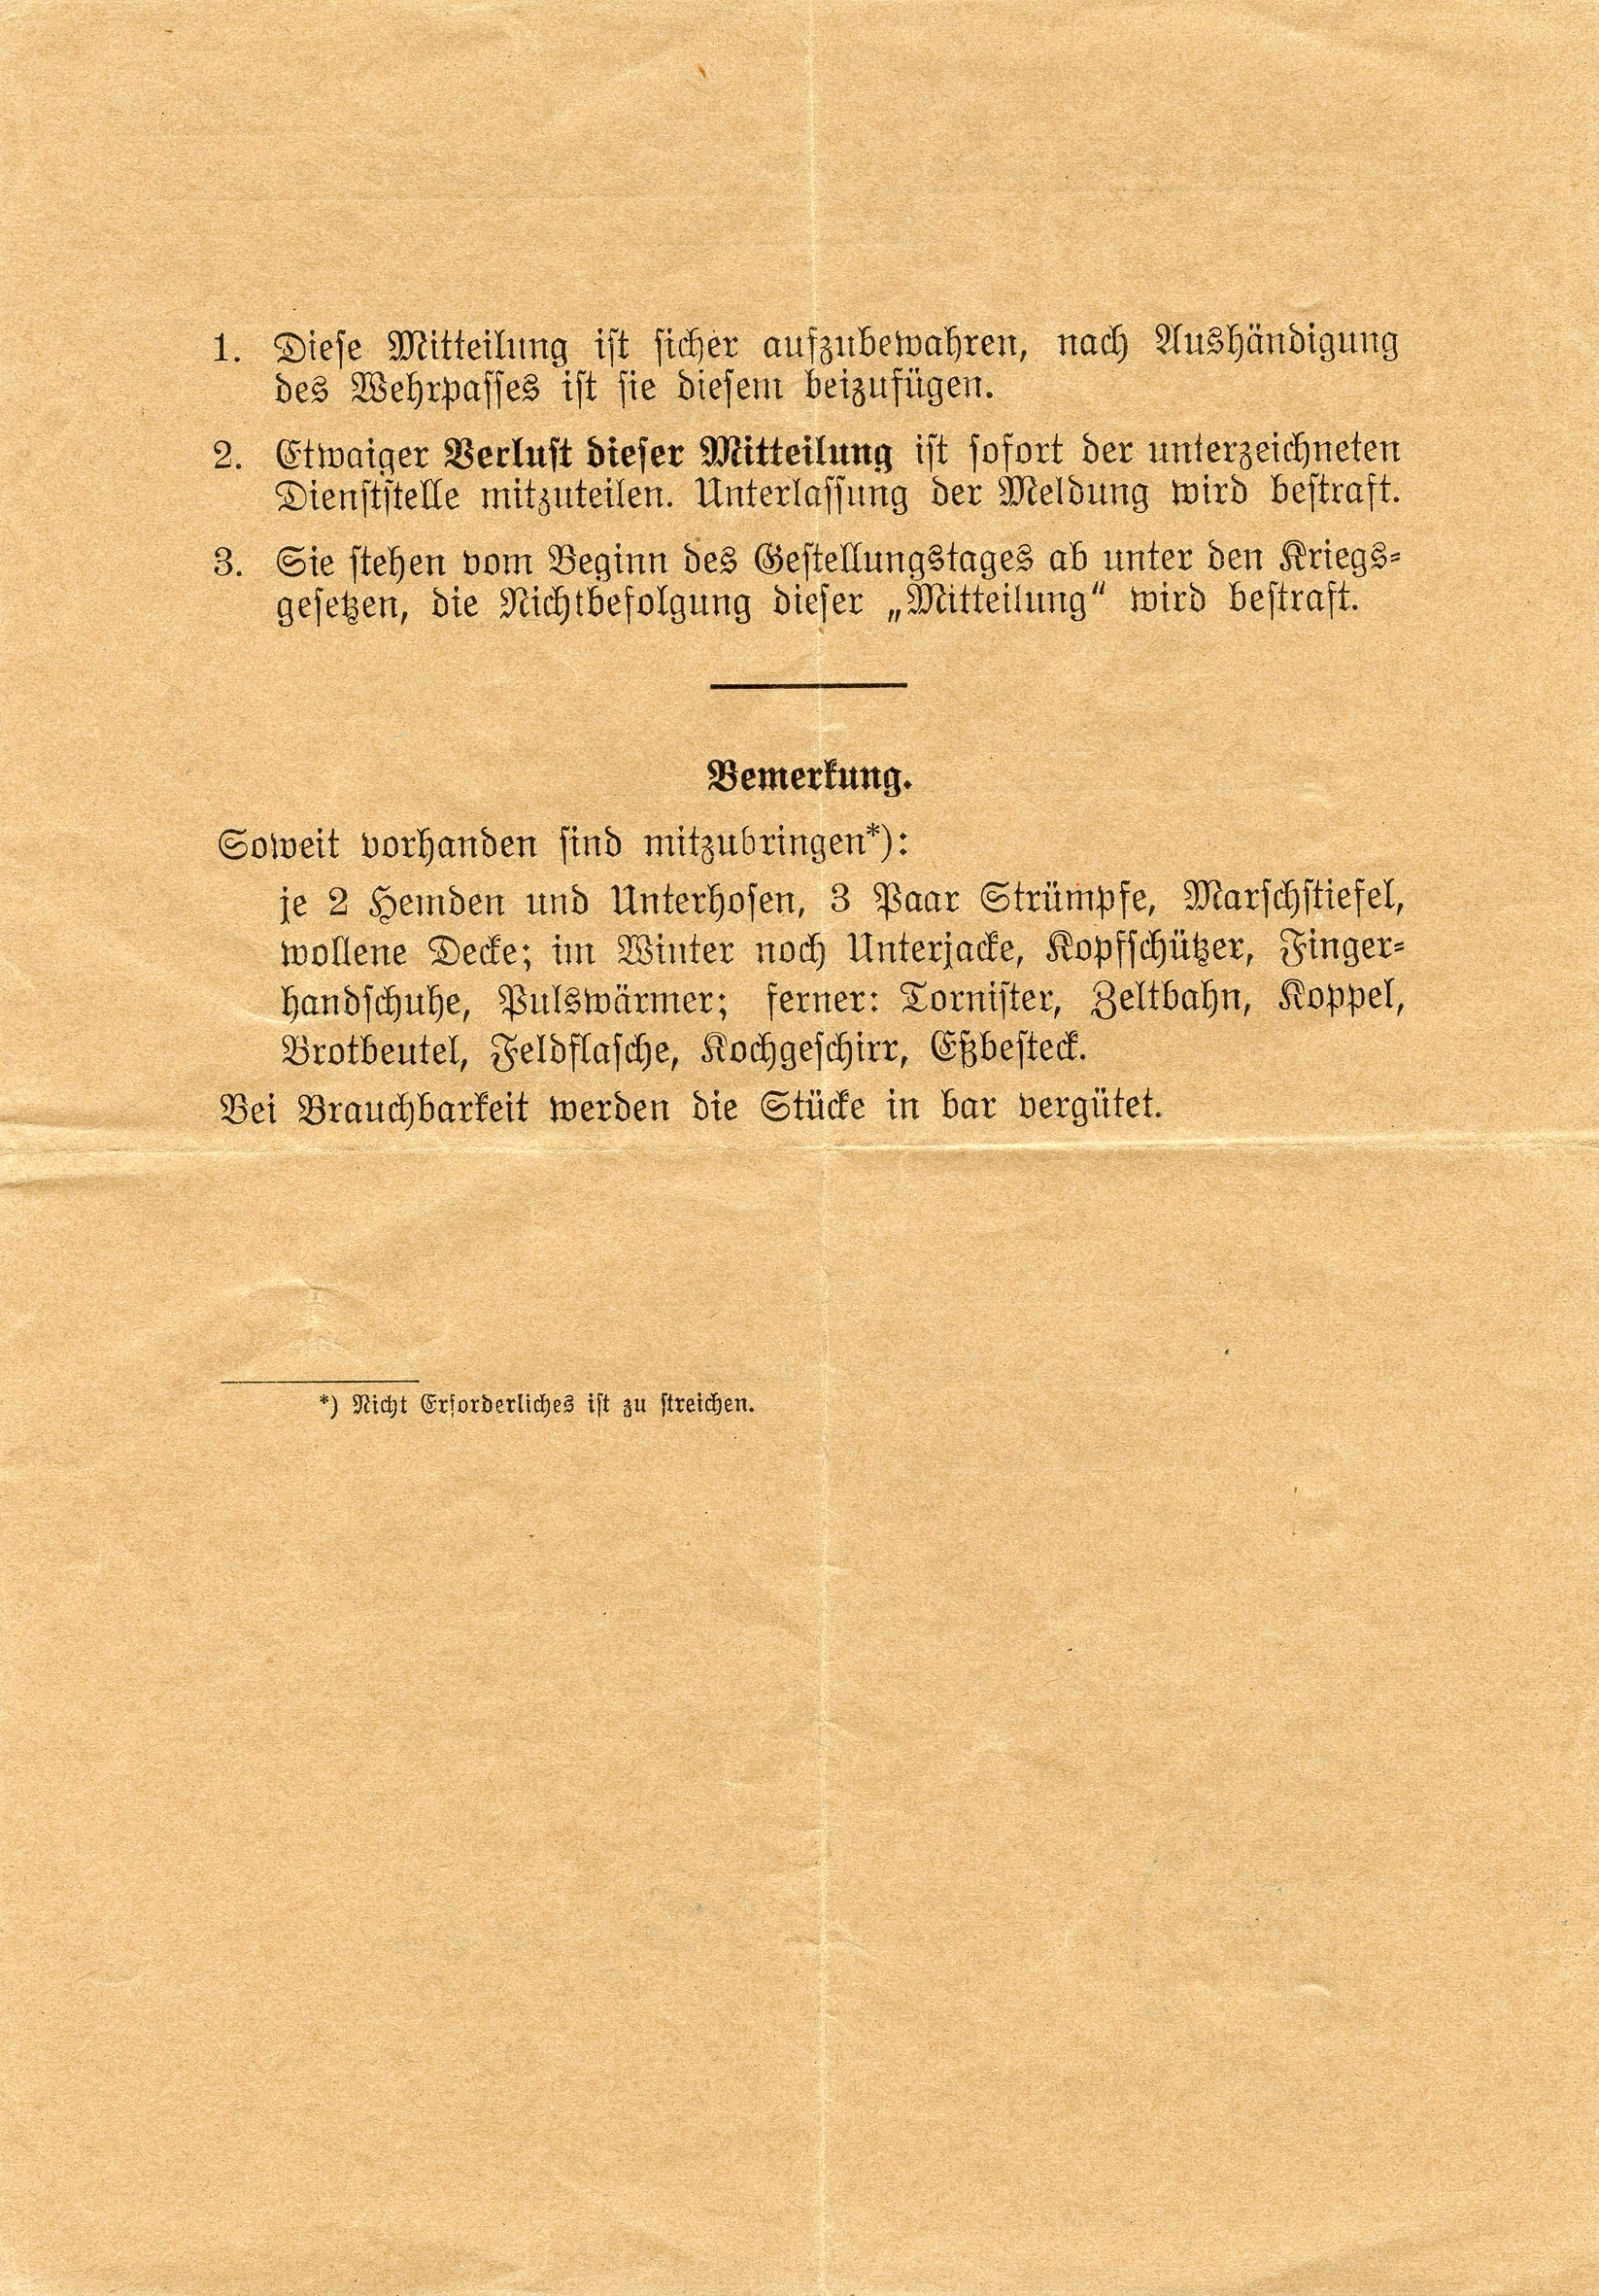 1. Diese Mitteilung ist sicher aufzubewahren, nach Aushändigung
des Wehrpasses ist sie diesem beizufügen.
2. Etwaiger Verlust dieser Mitteilung ist sofort der unterzeichneten
Dienststelle mitzuteilen. Unterlassung der Meldung wird bestraft.
3. Sie stehen vom Beginn des Gestellungstages ab unter den Kriegs-
gesetzen, die Nichtbefolgung dieser „Mitteilung“ wird bestraft.
Bemerkung.
Soweit vorhanden sind mitzubringen*):
je 2 Hemden und Unterhosen, 3 Paar Strümpfe, Marschstiefel,
wollene Decke; im Winter noch Unterjacke, Kopfschützer, Finger-
handschuhe, Pulswärmer; ferner: Tornister, Zeltbahn, Koppel,
Brotbeutel, Feldflasche, Kochgeschirr, Eßbesteck.
Bei Brauchbarkeit werden die Stücke in bar vergütet.
*) Nicht Erforderliches ist zu streichen.